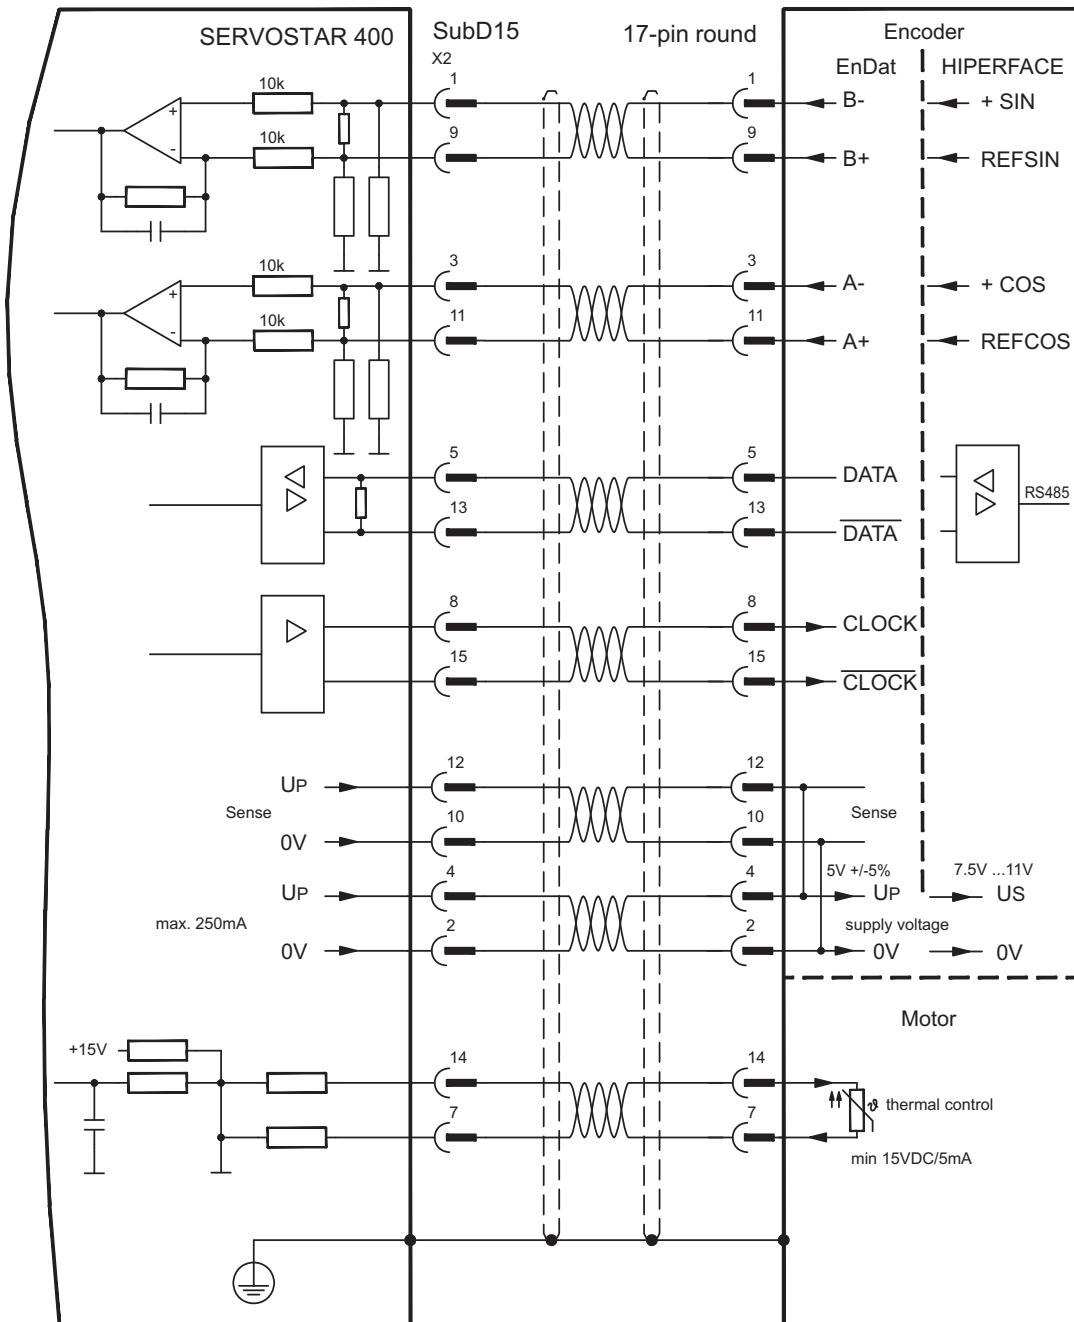 SERVOSTAR 400
SubD15
17-pin round
Encoder
X2
EnDat
HIPERFACE
10k
1
1
B-
+ SIN
+
-
10k
9
9
B+
REFSIN
10k
3
3
A-
+ COS
+
-
10k
11
11
A+
REFCOS
5
5
DATA
RS485
13
13
DATA
8
8
CLOCK
15
15
CLOCK
UP
12
12
Sense
Sense
0V
10
10
5V +/-5%
7.5V ...11V
UP
4
4
UP
US
max. 250mA
supply voltage
0V
2
2
0V
0V
Motor
+15V
14
14
ϑ thermal control
7
7
min 15VDC/5mA